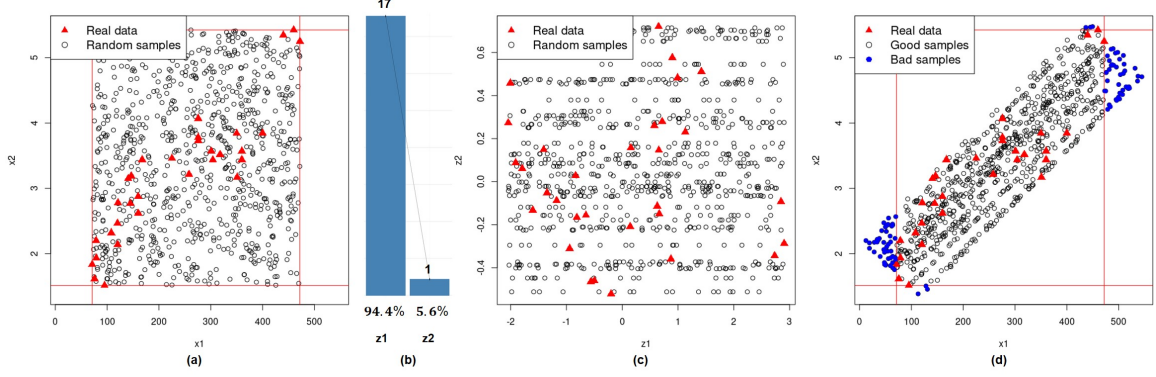 Real data
Random samples
5
4
3
2
x2
0
100
200
300
400
500
x1
(a)
17
1
94.4%
5.6%
z1
z2
(b)
Real data
Random samples
0.6
0.4
0.2
0.0
-0.2
-0.4
z2
-2
-1
0
1
2
3
z1
(c)
Real data
Good samples
Bad samples
5
4
3
2
x2
0
100
200
300
400
500
x1
(d)